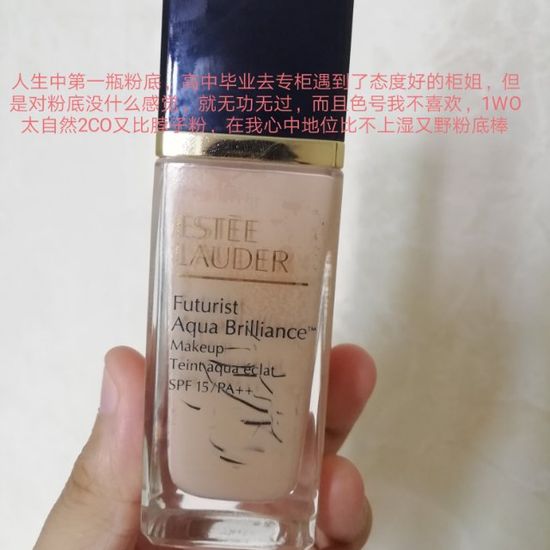 人生中第一瓶粉底，高中毕业去专柜遇到了态度好的柜姐，但
是对粉底没什么感觉，就无功无过，而且色号我不喜欢，1WO
太自然2CO又比脖子粉，在我心中地位比不上湿又野粉底棒
ESTĒE
LAUDER
Futurist
Aqua Brilliance™
Makeup
Teint aqua éclat
SPF 15/PA++